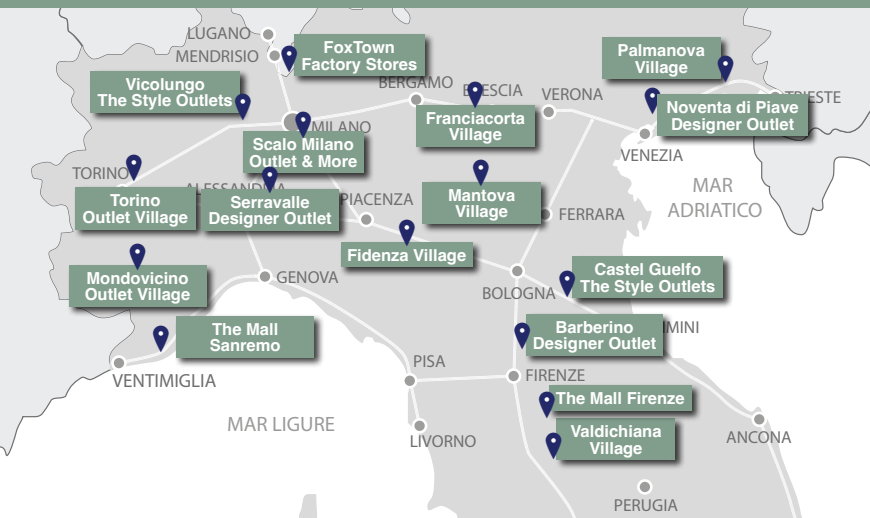 LUGANO
MENDRISIO
FoxTown
Factory Stores
Palmanova
Village
Vicolungo
The Style Outlets
BERGAMO
BRESCIA
VERONA
TRIESTE
Noventa di Piave
Designer Outlet
Franciacorta
Village
MILANO
Scalo Milano
Outlet & More
VENEZIA
TORINO
ALESSANDRIA
MAR
ADRIATICO
Torino
Outlet Village
Serravalle
Designer Outlet
PIACENZA
Mantova
Village
FERRARA
Fidenza Village
Mondovicino
Outlet Village
GENOVA
BOLOGNA
Castel Guelfo
The Style Outlets
The Mall
Sanremo
Barberino
Designer Outlet
IMINI
PISA
VENTIMIGLIA
FIRENZE
The Mall Firenze
MAR LIGURE
LIVORNO
Valdichiana
Village
ANCONA
PERUGIA